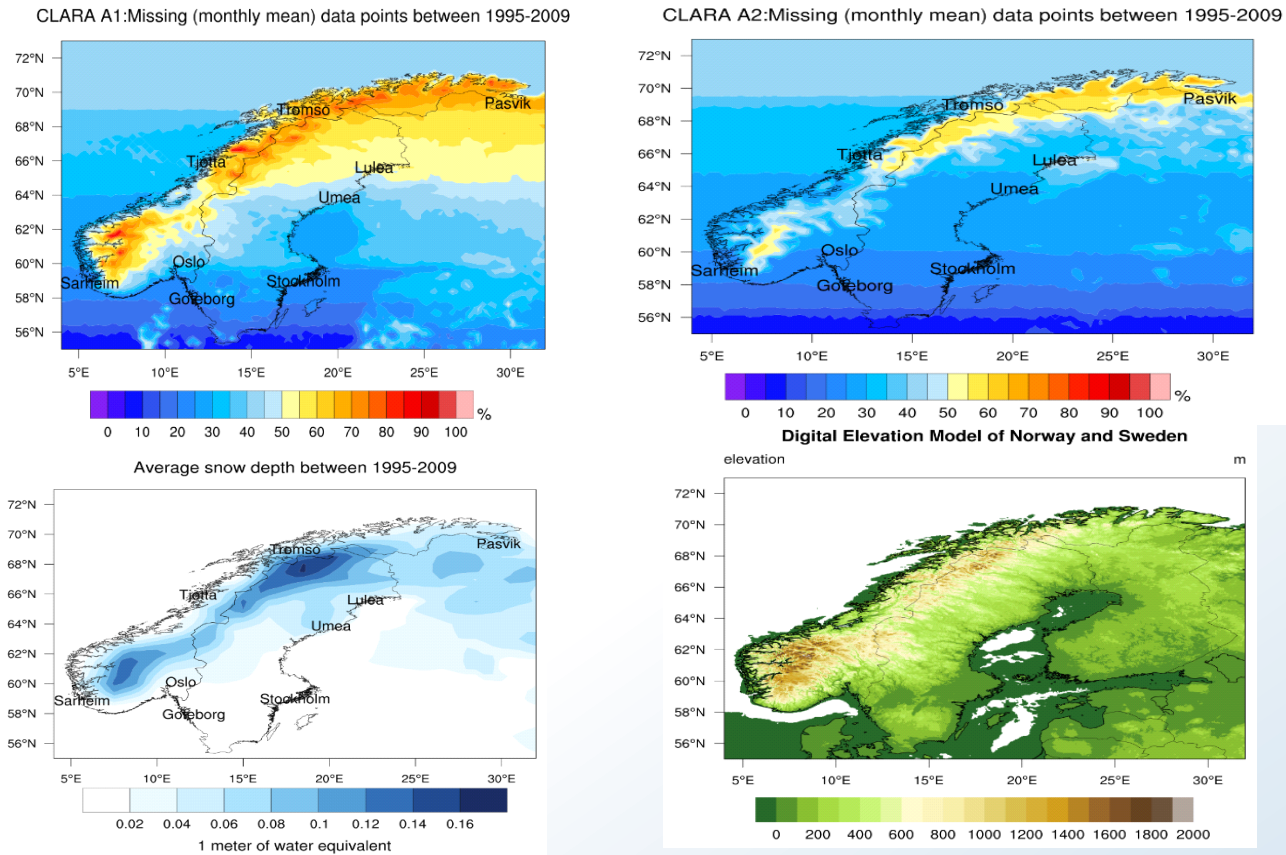 CLARA A1:Missing (monthly mean) data points between 1995-2009
72°N
70°N
68°N
66°N
64°N
62°N
60°N
58°N
56°N
Tromso
Pasvik
Tjotta
Lulea
Umea
Oslo
Sarheim
Stockholm
Goteborg
5°E 10°E 15°E 20°E 25°E 30°E
0 10 20 30 40 50 60 70 80 90 100 %
CLARA A2:Missing (monthly mean) data points between 1995-2009
72°N
70°N
68°N
66°N
64°N
62°N
60°N
58°N
56°N
Tromso
Pasvik
Tjotta
Lulea
Umea
Oslo
Sarheim
Stockholm
Goteborg
5°E 10°E 15°E 20°E 25°E 30°E
0 10 20 30 40 50 60 70 80 90 100 %
Average snow depth between 1995-2009
72°N
70°N
68°N
66°N
64°N
62°N
60°N
58°N
56°N
Tromso
Pasvik
Tjotta
Lulea
Umea
Oslo
Sarheim
Stockholm
Goteborg
5°E 10°E 15°E 20°E 25°E 30°E
0.02 0.04 0.06 0.08 0.1 0.12 0.14 0.16
1 meter of water equivalent
Digital Elevation Model of Norway and Sweden
elevation m
72°N
70°N
68°N
66°N
64°N
62°N
60°N
58°N
56°N
5°E 10°E 15°E 20°E 25°E 30°E
0 200 400 600 800 1000 1200 1400 1600 1800 2000